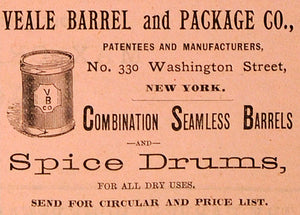 VEALE BARREL and PACKAGE CO.,
PATENTEES AND MANUFACTURERS,
No. 330 Washington Street,
NEW YORK.
V
B
CO.
COMBINATION SEAMLESS BARRELS
—AND—
Spice Drums,
FOR ALL DRY USES.
SEND FOR CIRCULAR AND PRICE LIST.